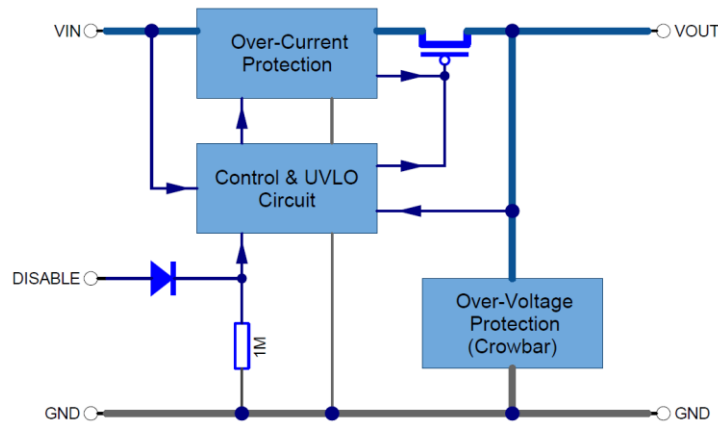 VIN
Over-Current
Protection
VOUT
Control & UVLO
Circuit
DISABLE
1M
Over-Voltage
Protection
(Crowbar)
GND
GND